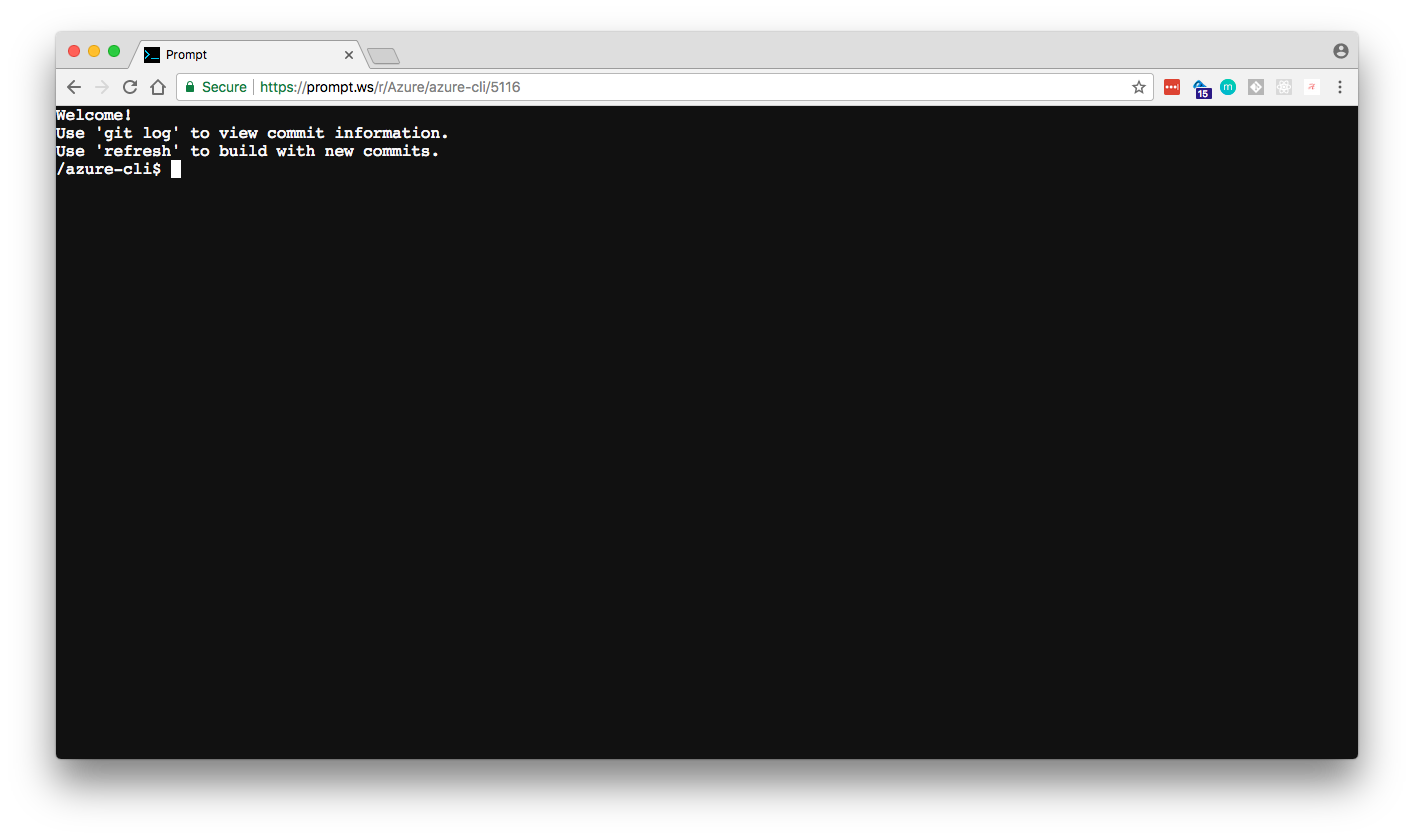 Prompt
Secure https://prompt.ws/r/Azure/azure-cli/5116
15
m
Welcome!
Use 'git log' to view commit information.
Use 'refresh' to build with new commits.
/azure-cli$